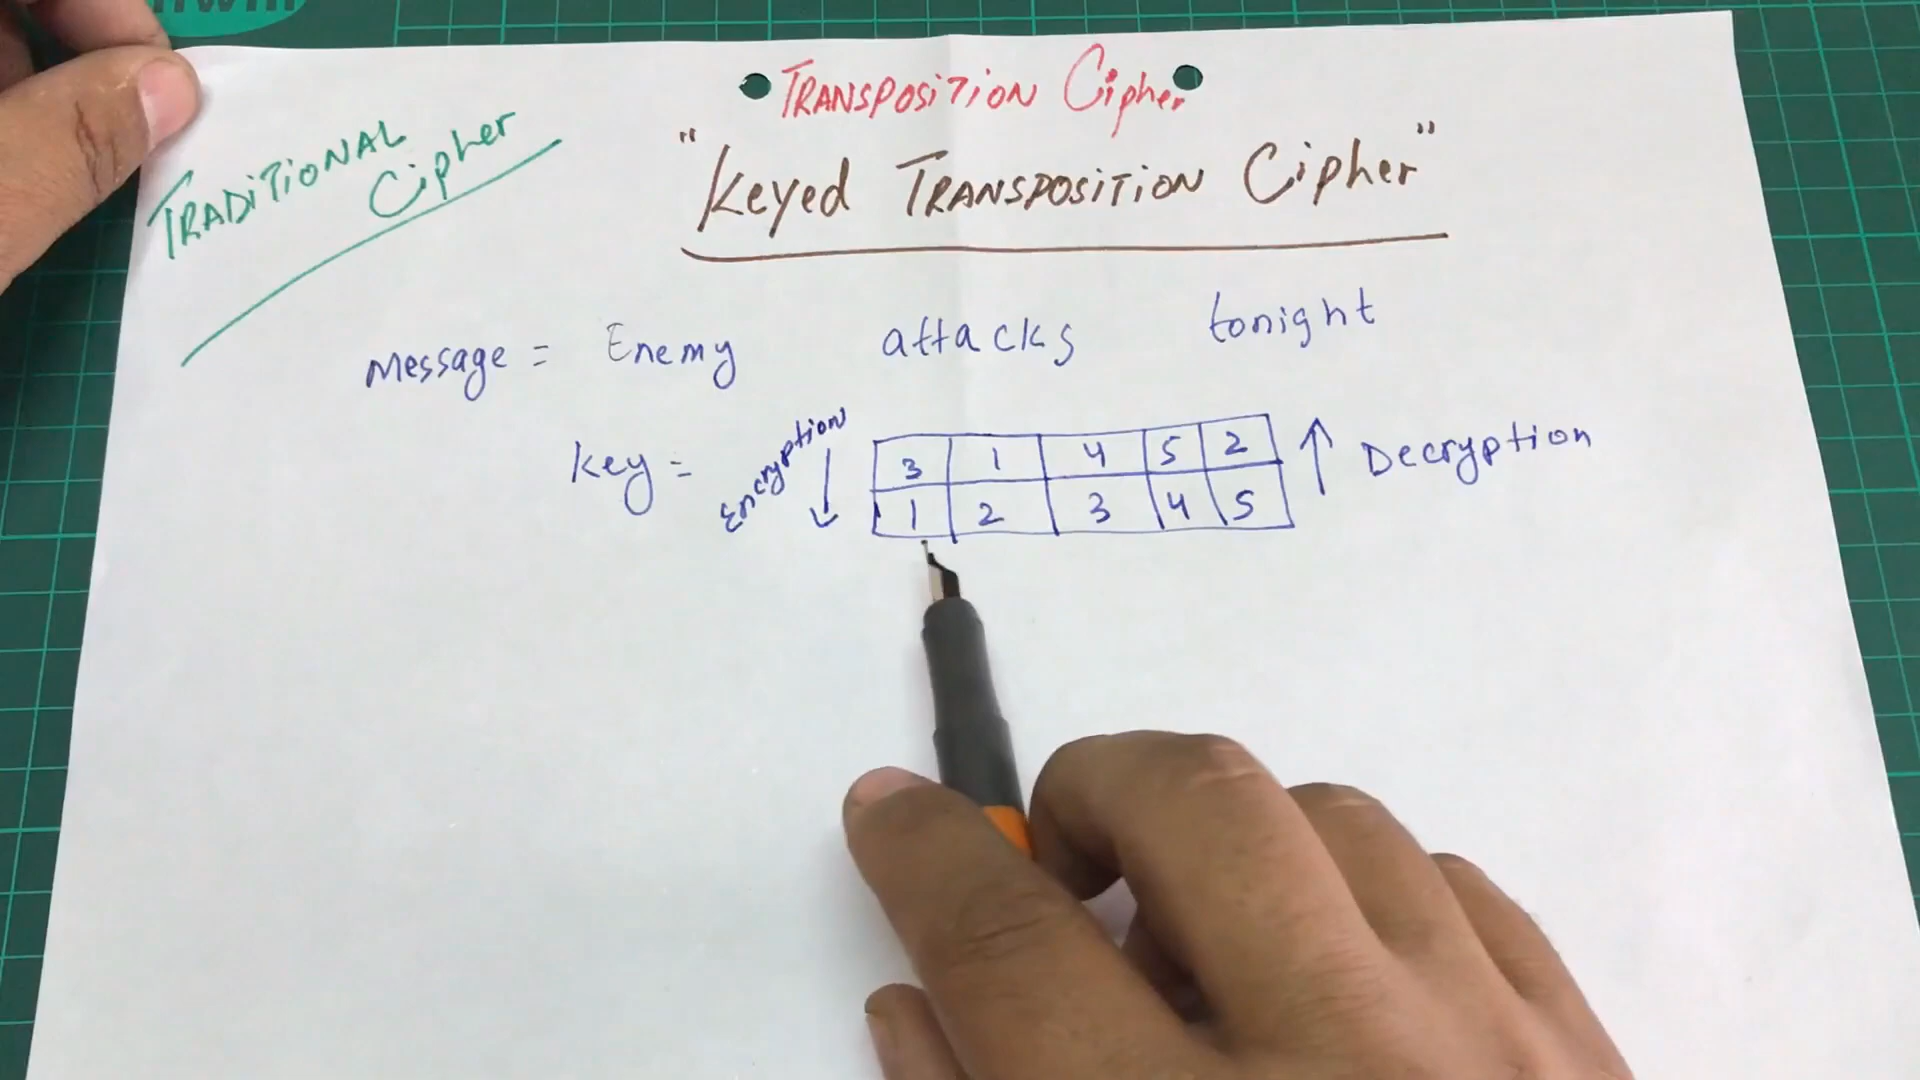 TRANSPOSITION Cipher
TRADITIONAL Cipher
"Keyed TRANSPOSITION Cipher"
Message = Enemy attacks tonight
Key = Encryption ↓ 3 1 4 5 2 ↑ Decryption
1 2 3 4 5